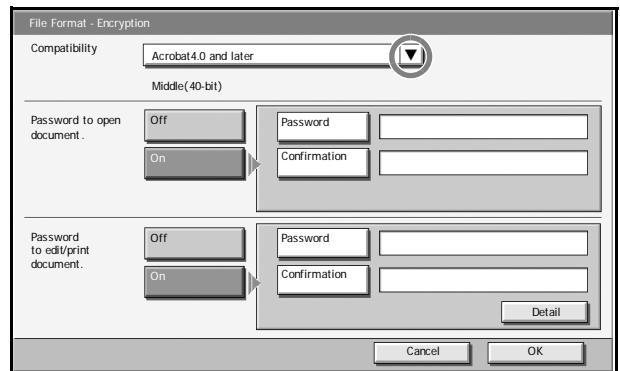 File Format - Encryption
Compatibility
Acrobat4.0 and later
Middle(40-bit)
Password to open
document.
Off
On
Password
Confirmation
Password
to edit/print
document.
Off
On
Password
Confirmation
Detail
Cancel
OK